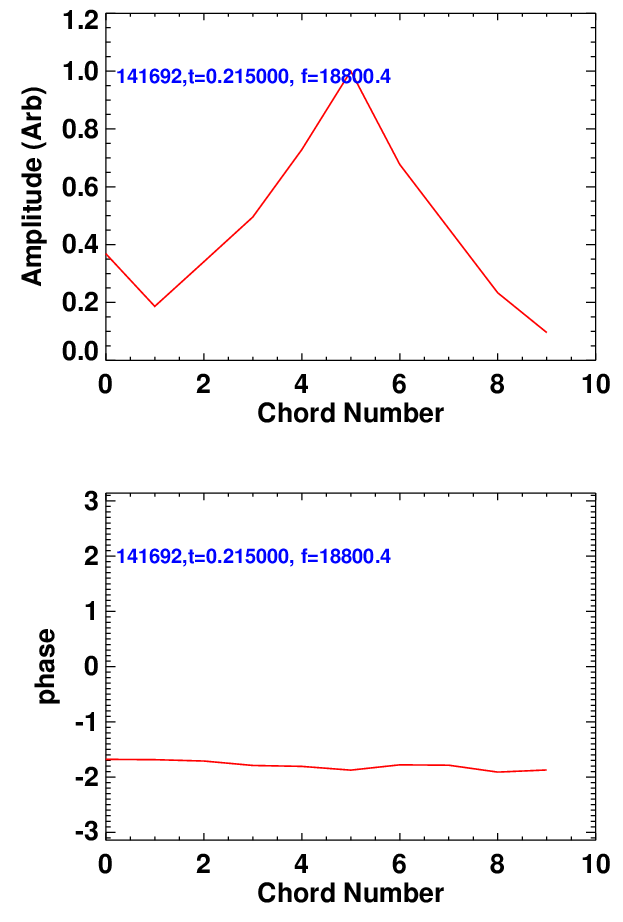 1.2
1.0
0.8
0.6
0.4
0.2
0.0
Amplitude (Arb)
141692,t=0.215000, f=18800.4
0 2 4 6 8 10
Chord Number
3
2
1
0
-1
-2
-3
phase
141692,t=0.215000, f=18800.4
0 2 4 6 8 10
Chord Number